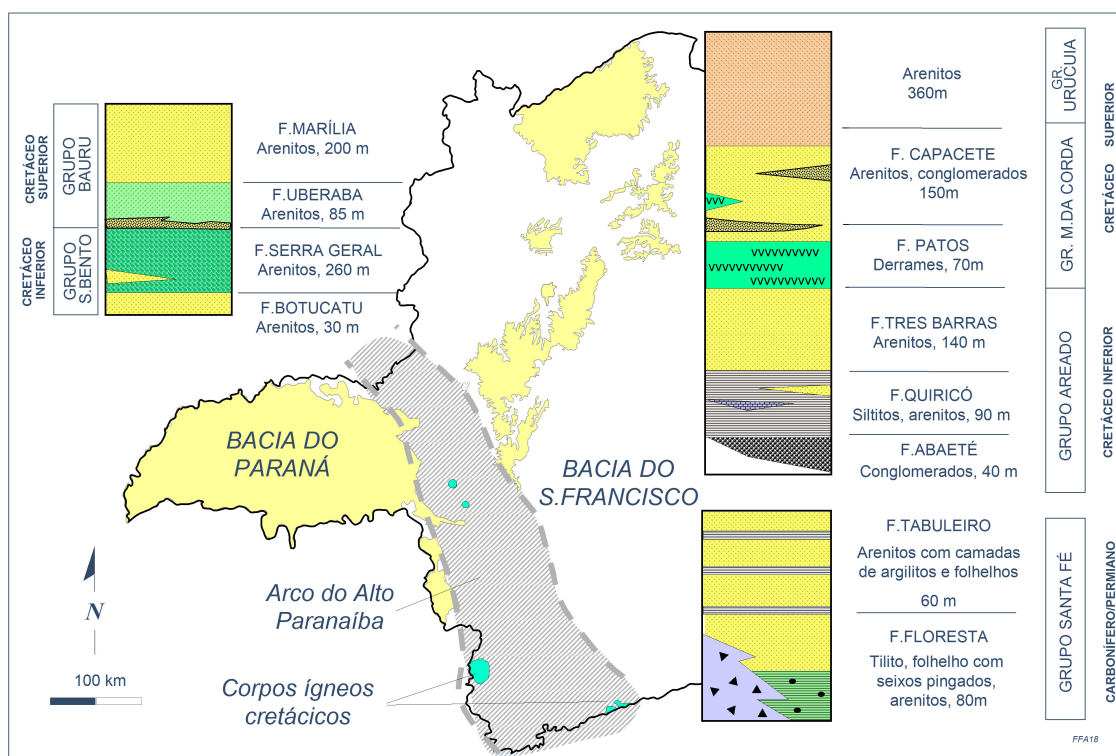 CRETÁCEO
SUPERIOR
GRUPO
BAURU
F.MARÍLIA
Arenitos, 200 m
F.UBERABA
Arenitos, 85 m
CRETÁCEO
INFERIOR
GRUPO
S.BENTO
F.SERRA GERAL
Arenitos, 260 m
F.BOTUCATU
Arenitos, 30 m
BACIA DO
PARANÁ
BACIA DO
S.FRANCISCO
Arco do Alto
Paranaíba
Corpos ígneos
cretácicos
N
100 km
Arenitos
360m
GR.
URUCUIA
F. CAPACETE
Arenitos, conglomerados
150m
F. PATOS
Derrames, 70m
GR. M.DA CORDA
CRETÁCEO SUPERIOR
F.TRES BARRAS
Arenitos, 140 m
F.QUIRICÓ
Siltitos, arenitos, 90 m
F.ABAETÉ
Conglomerados, 40 m
GRUPO AREADO
CRETÁCEO INFERIOR
F.TABULEIRO
Arenitos com camadas
de argilitos e folhelhos
60 m
F.FLORESTA
Tilito, folhelho com
seixos pingados,
arenitos, 80m
GRUPO SANTA FÉ
CARBONÍFERO/PERMIANO
FFA18